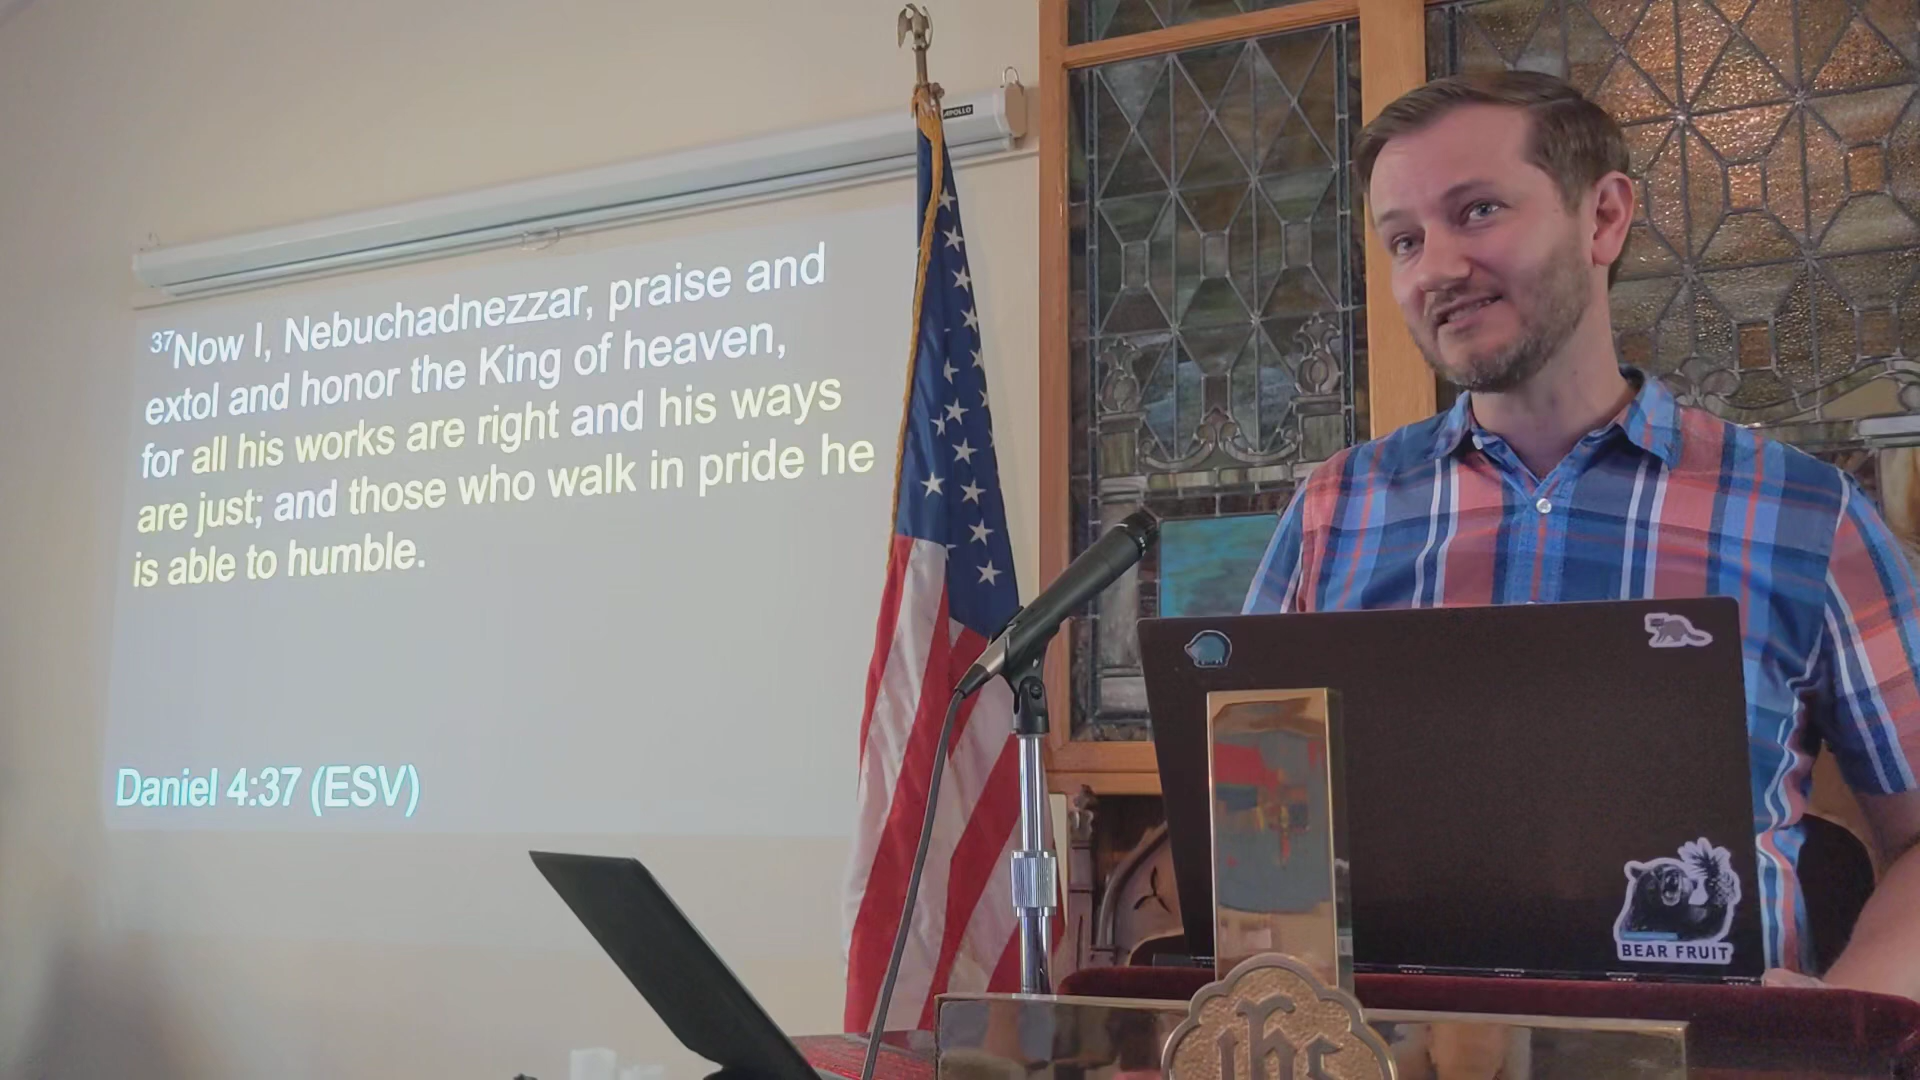 37Now I, Nebuchadnezzar, praise and
extol and honor the King of heaven,
for all his works are right and his ways
are just; and those who walk in pride he
is able to humble.
Daniel 4:37 (ESV)
APOLLO
BEAR FRUIT
ihs